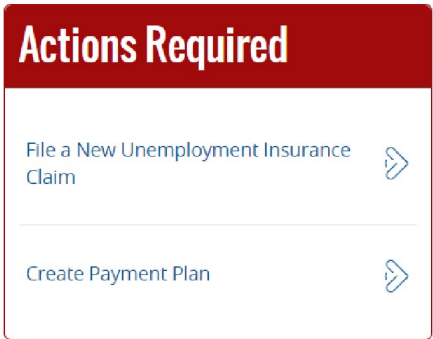 Actions Required
File a New Unemployment Insurance
Claim
Create Payment Plan